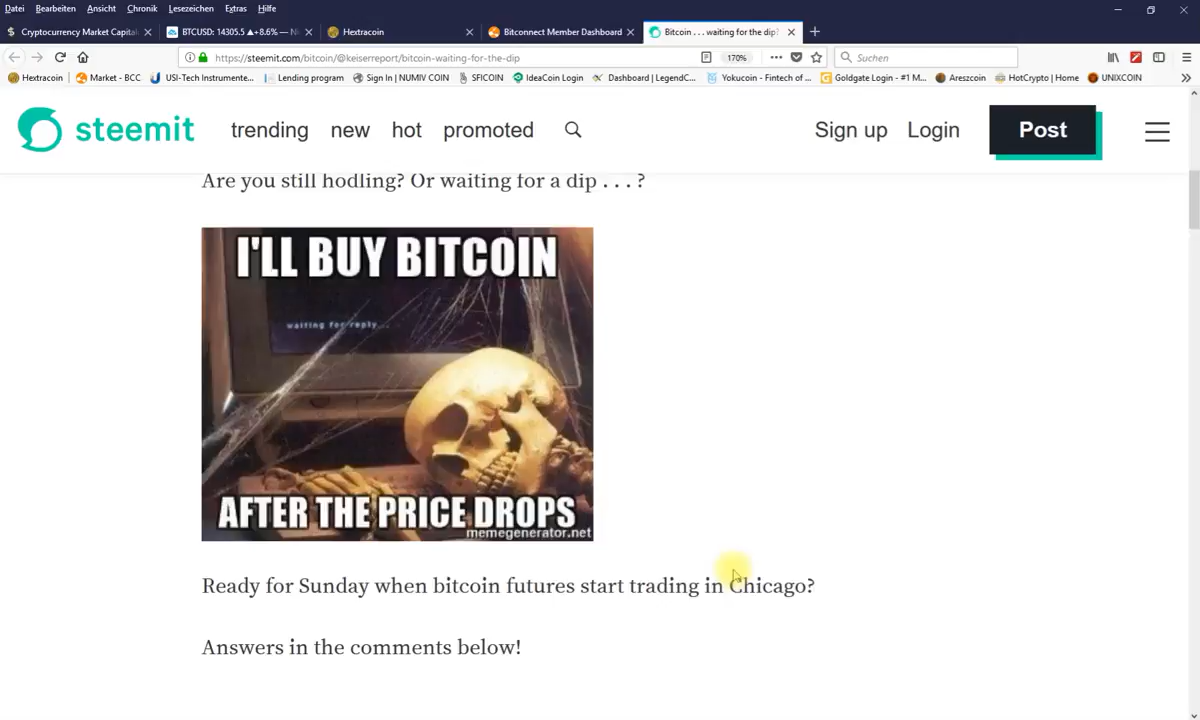 Datei Bearbeiten Ansicht Chronik Lesezeichen Extras Hilfe
Cryptocurrency Market Capital
BTCUSD: 14305.5 ▲+8.6% — N
Hextracoin
Bitconnect Member Dashboard
Bitcoin . . . waiting for the dip?
https://steemit.com/bitcoin/@keiserreport/bitcoin-waiting-for-the-dip
170%
Suchen
Hextracoin
Market - BCC
USI-Tech Instrumente...
Lending program
Sign In | NUMIV COIN
SFICOIN
IdeaCoin Login
Dashboard | LegendC...
Yokucoin - Fintech of ...
Goldgate Login - #1 M...
Areszcoin
HotCrypto | Home
UNIXCOIN
steemit trending new hot promoted Sign up Login Post
Are you still hodling? Or waiting for a dip . . . ?
I'LL BUY BITCOIN
waiting for reply...
AFTER THE PRICE DROPS
memegenerator.net
Ready for Sunday when bitcoin futures start trading in Chicago?
Answers in the comments below!